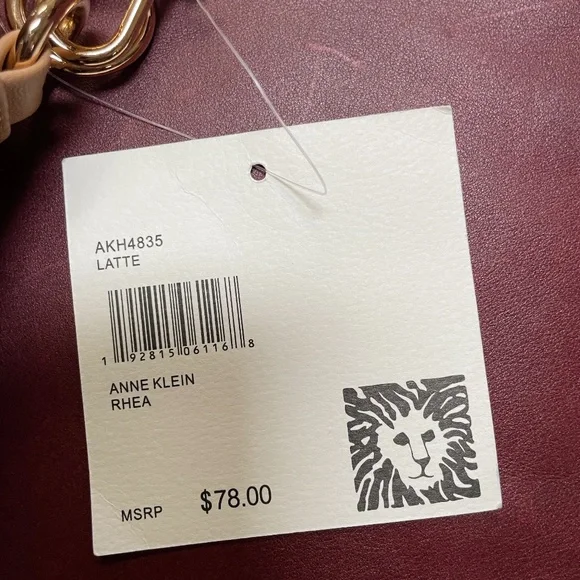 AKH4835
LATTE
1 92815 06116 8
ANNE KLEIN
RHEA
MSRP $78.00